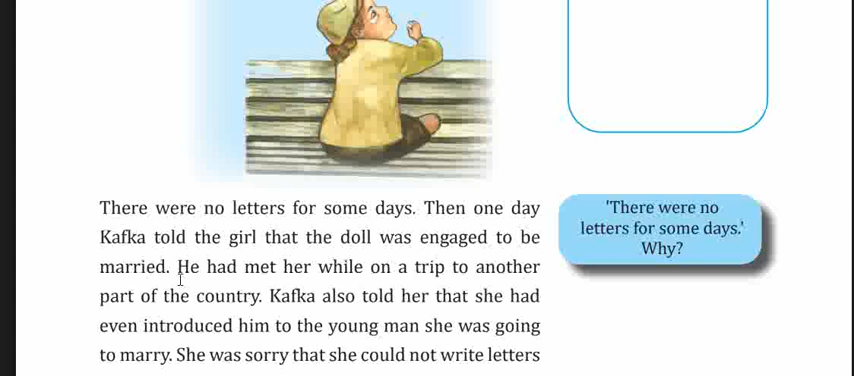 There were no letters for some days. Then one day
Kafka told the girl that the doll was engaged to be
married. He had met her while on a trip to another
part of the country. Kafka also told her that she had
even introduced him to the young man she was going
to marry. She was sorry that she could not write letters
'There were no
letters for some days.'
Why?